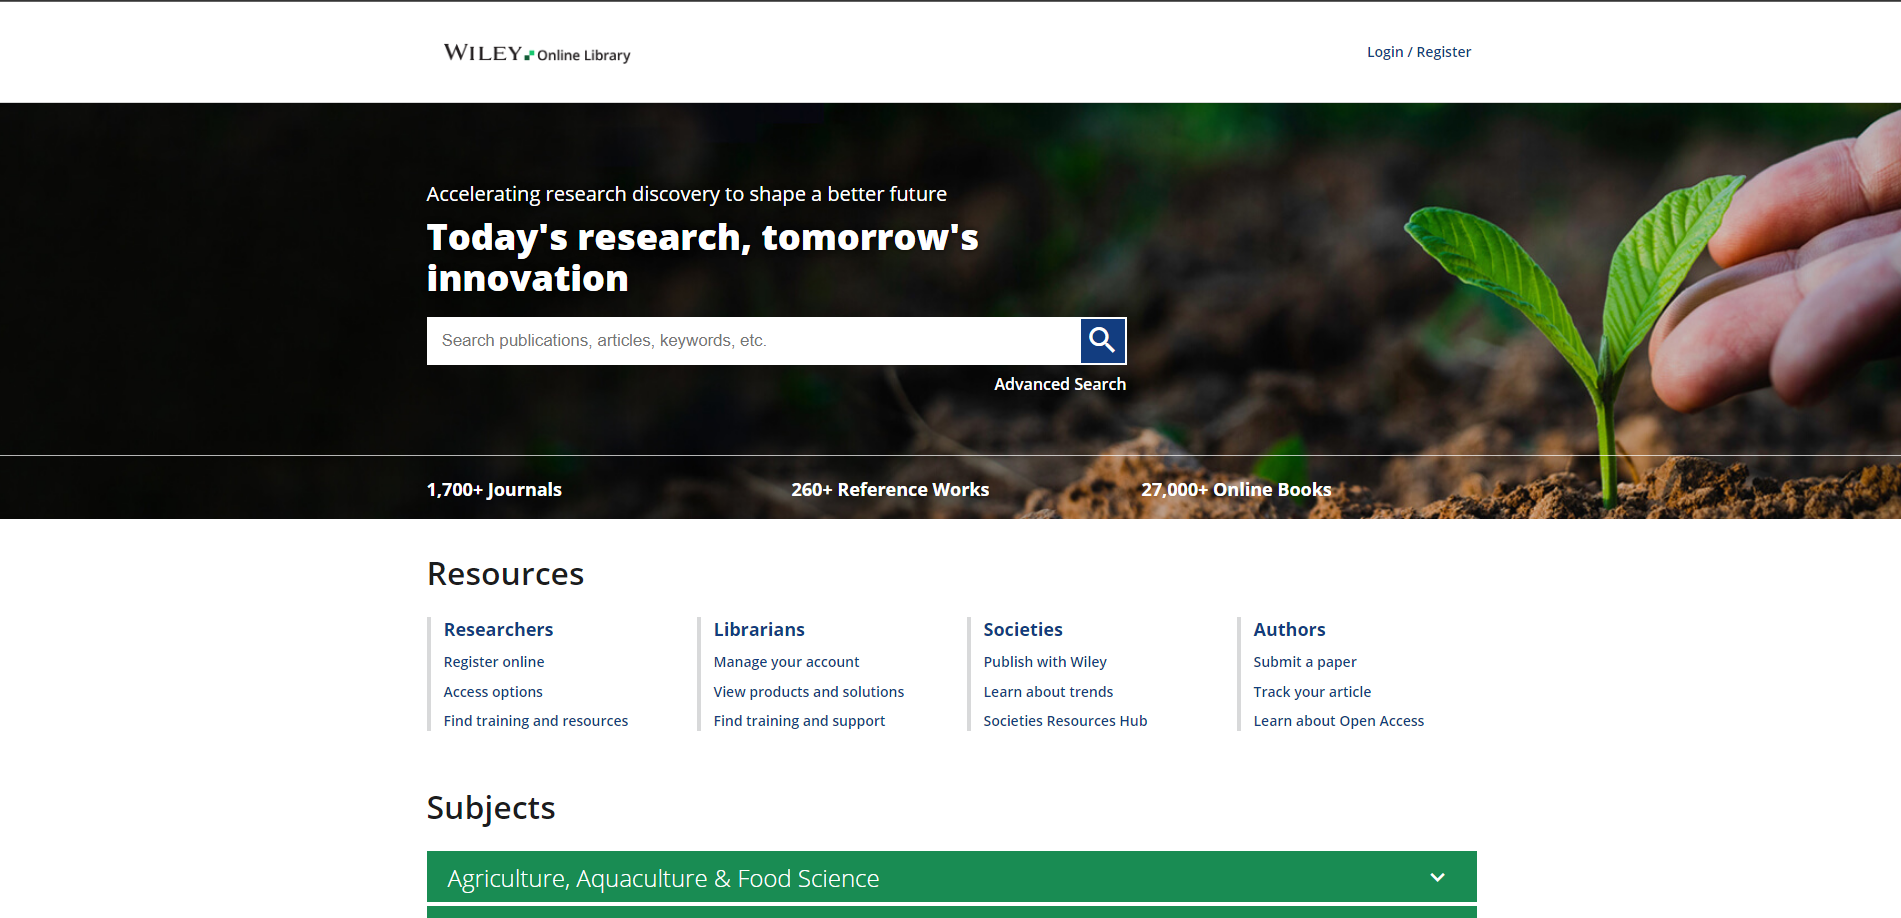 WILEY Online Library
Login / Register
Accelerating research discovery to shape a better future
Today's research, tomorrow's
innovation
Search publications, articles, keywords, etc.
Advanced Search
1,700+ Journals
260+ Reference Works
27,000+ Online Books
Resources
Researchers
Register online
Access options
Find training and resources
Librarians
Manage your account
View products and solutions
Find training and support
Societies
Publish with Wiley
Learn about trends
Societies Resources Hub
Authors
Submit a paper
Track your article
Learn about Open Access
Subjects
Agriculture, Aquaculture & Food Science